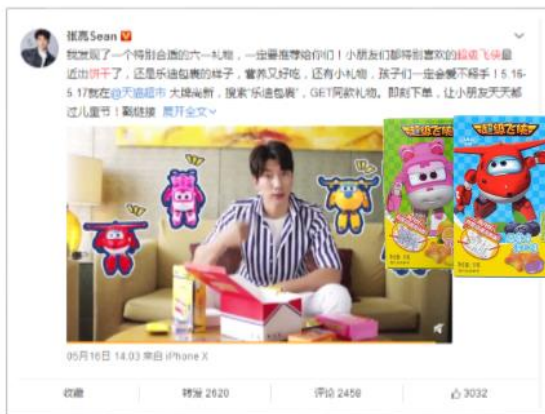 张亮Sean
我发现了一个特别合适的六一礼物，一定要推荐给你们！小朋友们都特别喜欢的超级飞侠最
近出饼干了，还是乐迪包裹的样子，营养又好吃，还有小礼物，孩子们一定会爱不释手！5.16-
5.17就在@天猫超市 大牌尚新，搜索“乐迪包裹”，GET同款礼物。即刻下单，让小朋友天天都
过儿童节！戳链接 展开全文
超级飞侠
超级飞侠
05月16日 14:03 来自 iPhone X
收藏
转发 2620
评论 2458
3032